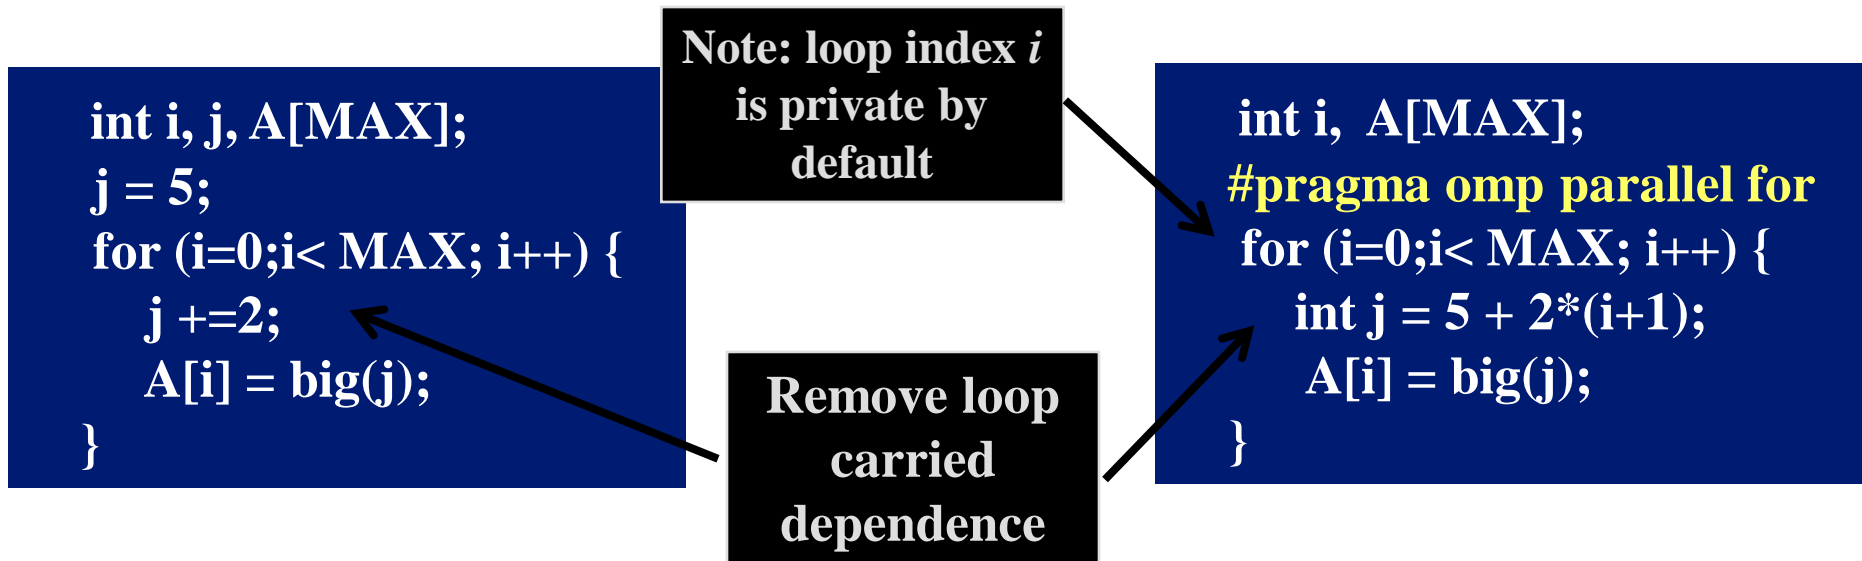 int i, j, A[MAX];
j = 5;
for (i=0;i< MAX; i++) {
j +=2;
A[i] = big(j);
}
Note: loop index i
is private by
default
Remove loop
carried
dependence
int i, A[MAX];
#pragma omp parallel for
for (i=0;i< MAX; i++) {
int j = 5 + 2*(i+1);
A[i] = big(j);
}